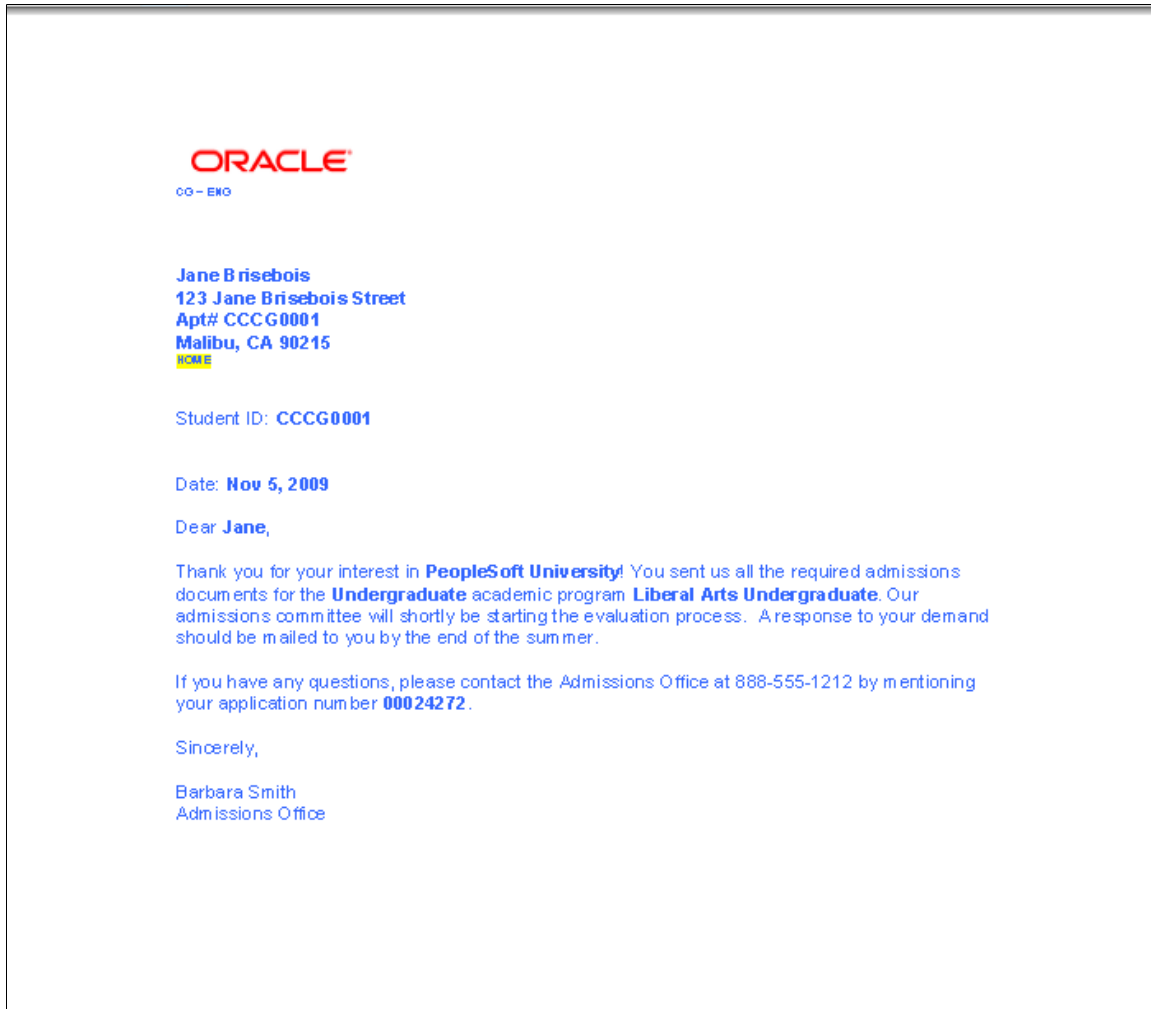 ORACLE
CG - ENG
Jane Brisebois
123 Jane Brisebois Street
Apt# CCCG0001
Malibu, CA 90215
HOME
Student ID: CCCG0001
Date: Nov 5, 2009
Dear Jane,
Thank you for your interest in PeopleSoft University! You sent us all the required admissions
documents for the Undergraduate academic program Liberal Arts Undergraduate. Our
admissions committee will shortly be starting the evaluation process. A response to your demand
should be mailed to you by the end of the summer.
If you have any questions, please contact the Admissions Office at 888-555-1212 by mentioning
your application number 00024272.
Sincerely,
Barbara Smith
Admissions Office